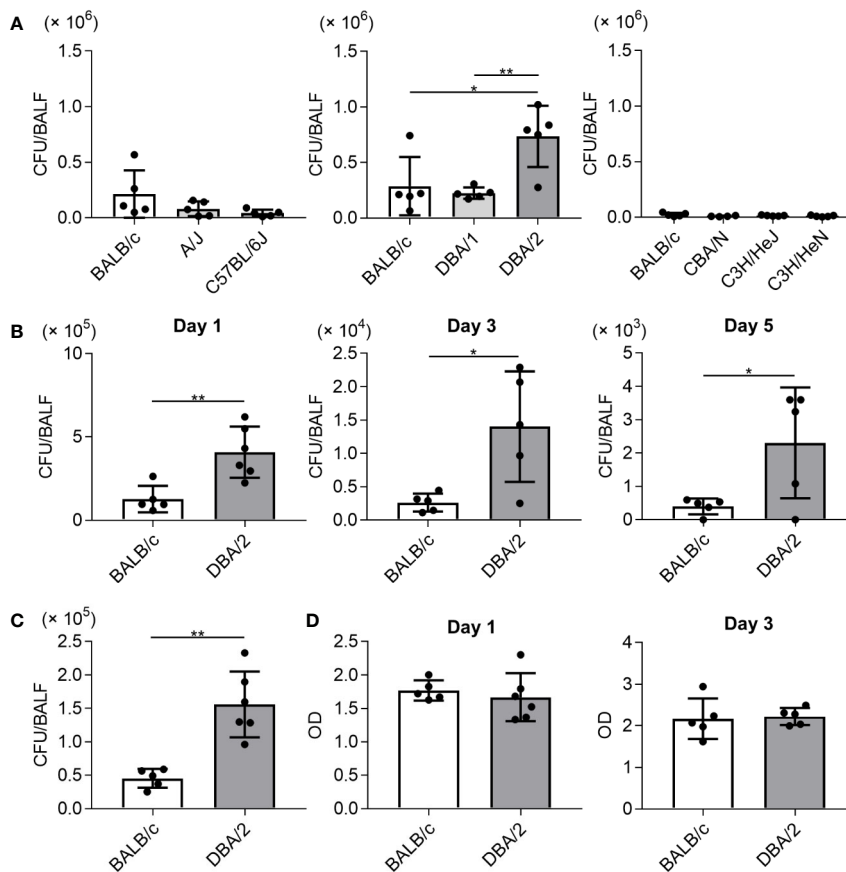 A
(× 10⁶)
CFU/BALF
1.5
1.0
0.5
0.0
BALB/c
A/J
C57BL/6J
(× 10⁶)
CFU/BALF
1.5
1.0
0.5
0.0
*
**
BALB/c
DBA/1
DBA/2
(× 10⁶)
CFU/BALF
1.5
1.0
0.5
0.0
BALB/c
CBA/N
C3H/HeJ
C3H/HeN
B
(× 10⁵)
Day 1
CFU/BALF
10
5
0
**
BALB/c
DBA/2
(× 10⁴)
Day 3
CFU/BALF
2.5
2.0
1.5
1.0
0.5
0.0
*
BALB/c
DBA/2
(× 10³)
Day 5
CFU/BALF
5
4
3
2
1
0
*
BALB/c
DBA/2
C
(× 10⁵)
CFU/BALF
2.5
2.0
1.5
1.0
0.5
0.0
**
BALB/c
DBA/2
D
Day 1
OD
2.5
2.0
1.5
1.0
0.5
0.0
BALB/c
DBA/2
Day 3
OD
4
3
2
1
0
BALB/c
DBA/2